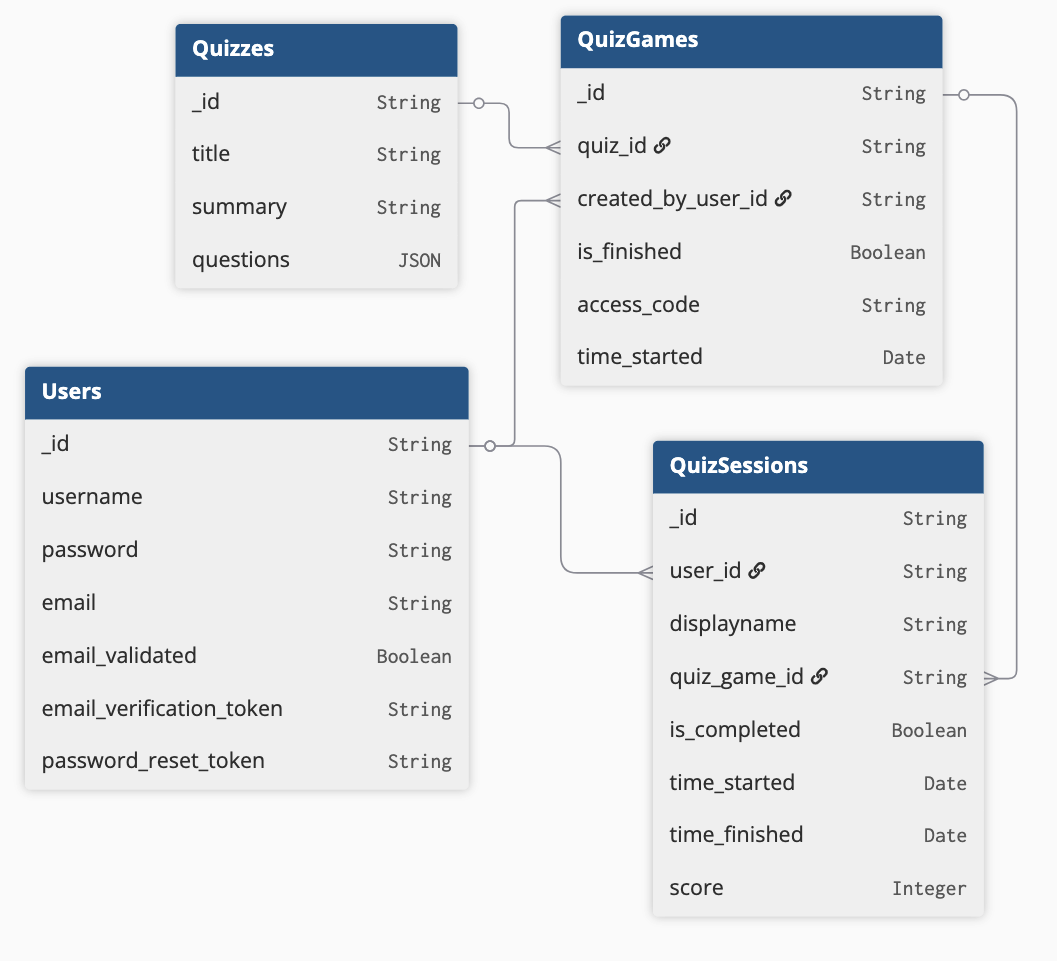 Quizzes
_id String
title String
summary String
questions JSON
QuizGames
_id String
quiz_id String
created_by_user_id String
is_finished Boolean
access_code String
time_started Date
Users
_id String
username String
password String
email String
email_validated Boolean
email_verification_token String
password_reset_token String
QuizSessions
_id String
user_id String
displayname String
quiz_game_id String
is_completed Boolean
time_started Date
time_finished Date
score Integer